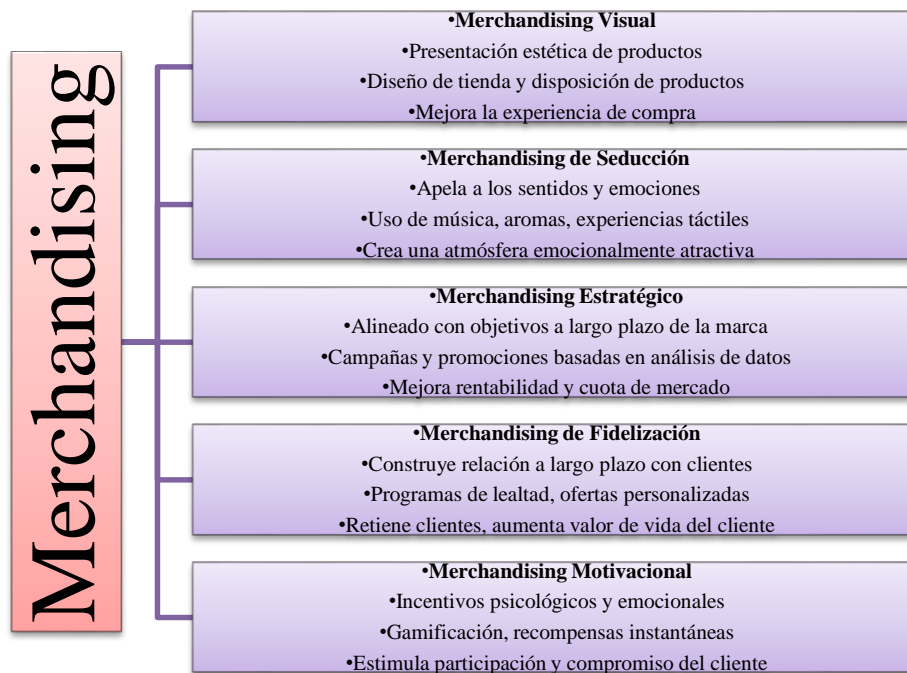 Merchandising
•Merchandising Visual
•Presentación estética de productos
•Diseño de tienda y disposición de productos
•Mejora la experiencia de compra
•Merchandising de Seducción
•Apela a los sentidos y emociones
•Uso de música, aromas, experiencias táctiles
•Crea una atmósfera emocionalmente atractiva
•Merchandising Estratégico
•Alineado con objetivos a largo plazo de la marca
•Campañas y promociones basadas en análisis de datos
•Mejora rentabilidad y cuota de mercado
•Merchandising de Fidelización
•Construye relación a largo plazo con clientes
•Programas de lealtad, ofertas personalizadas
•Retiene clientes, aumenta valor de vida del cliente
•Merchandising Motivacional
•Incentivos psicológicos y emocionales
•Gamificación, recompensas instantáneas
•Estimula participación y compromiso del cliente